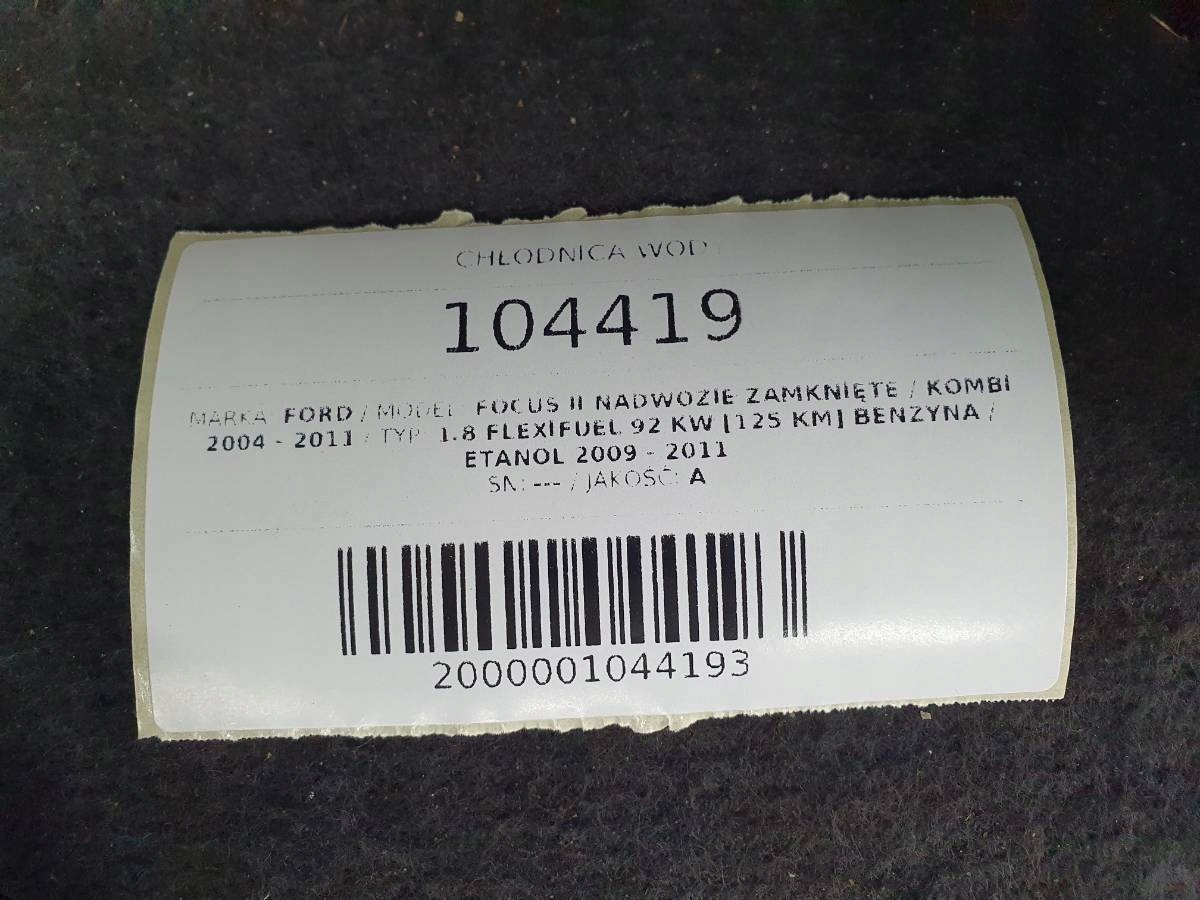 CHŁODNICA WOD
104419
MARKA: FORD / MODEL: FOCUS II NADWOZIE ZAMKNIĘTE / KOMBI
2004 - 2011 / TYP: 1.8 FLEXIFUEL 92 KW [125 KM] BENZYNA /
ETANOL 2009 - 2011
SN: --- / JAKOŚĆ: A
2000001044193